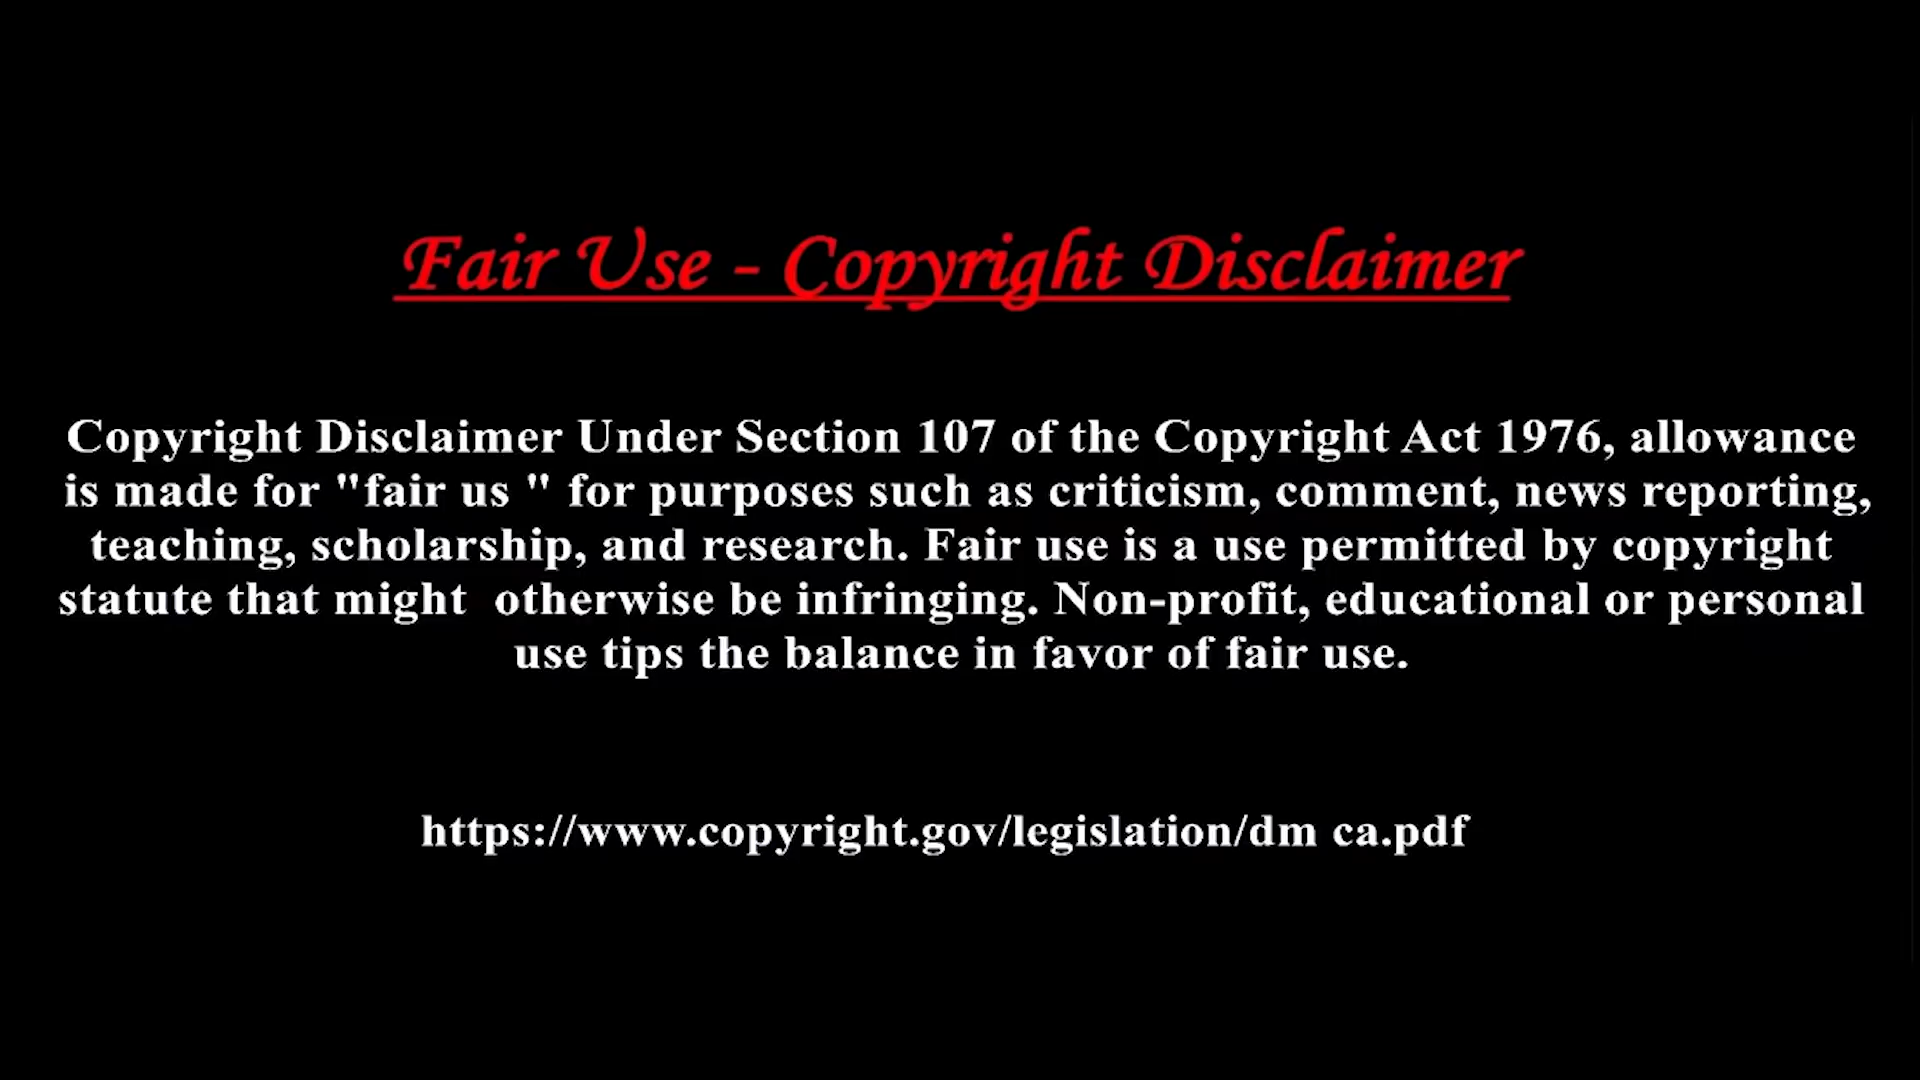 Fair Use - Copyright Disclaimer
Copyright Disclaimer Under Section 107 of the Copyright Act 1976, allowance
is made for "fair us " for purposes such as criticism, comment, news reporting,
teaching, scholarship, and research. Fair use is a use permitted by copyright
statute that might  otherwise be infringing. Non-profit, educational or personal
use tips the balance in favor of fair use.
https://www.copyright.gov/legislation/dm ca.pdf